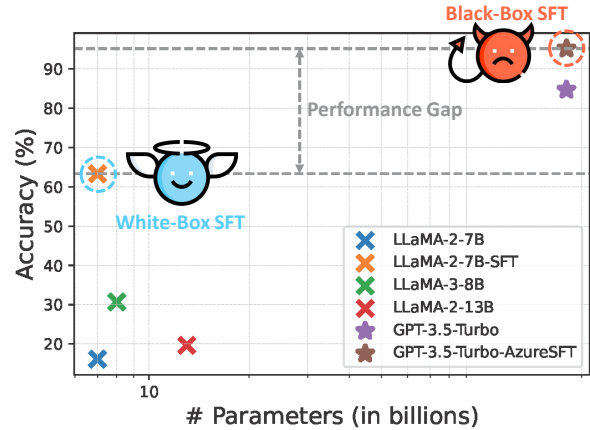 Black-Box SFT
Performance Gap
White-Box SFT
Accuracy (%)
90
80
70
60
50
40
30
20
10
# Parameters (in billions)
LLaMA-2-7B
LLaMA-2-7B-SFT
LLaMA-3-8B
LLaMA-2-13B
GPT-3.5-Turbo
GPT-3.5-Turbo-AzureSFT